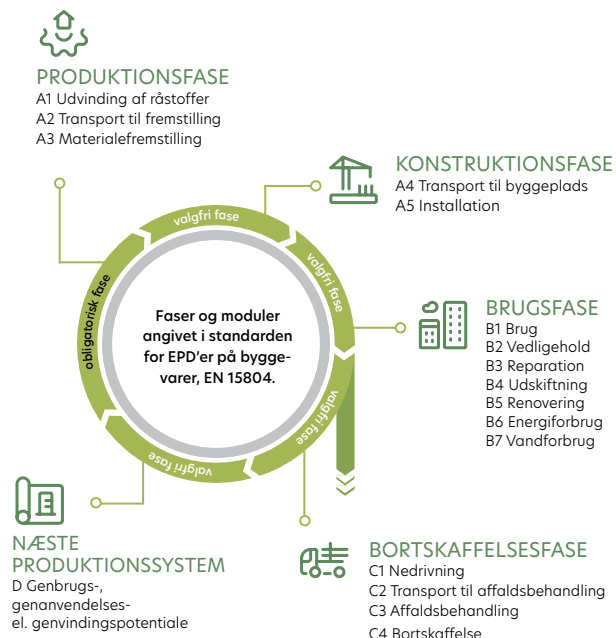 PRODUKTIONSFASE
A1 Udvinding af råstoffer
A2 Transport til fremstilling
A3 Materialefremstilling
KONSTRUKTIONSFASE
A4 Transport til byggeplads
A5 Installation
valgfri fase
valgfri fase
obligatorisk fase
Faser og moduler
angivet i standarden
for EPD'er på bygge-
varer, EN 15804.
BRUGSFASE
B1 Brug
B2 Vedligehold
B3 Reparation
B4 Udskiftning
B5 Renovering
B6 Energiforbrug
B7 Vandforbrug
valgfri fase
valgfri fase
NÆSTE
PRODUKTIONSSYSTEM
D Genbrugs-,
genanvendelses-
el. genvindingspotentiale
BORTSKAFFELSESFASE
C1 Nedrivning
C2 Transport til affaldsbehandling
C3 Affaldsbehandling
C4 Bortskaffelse